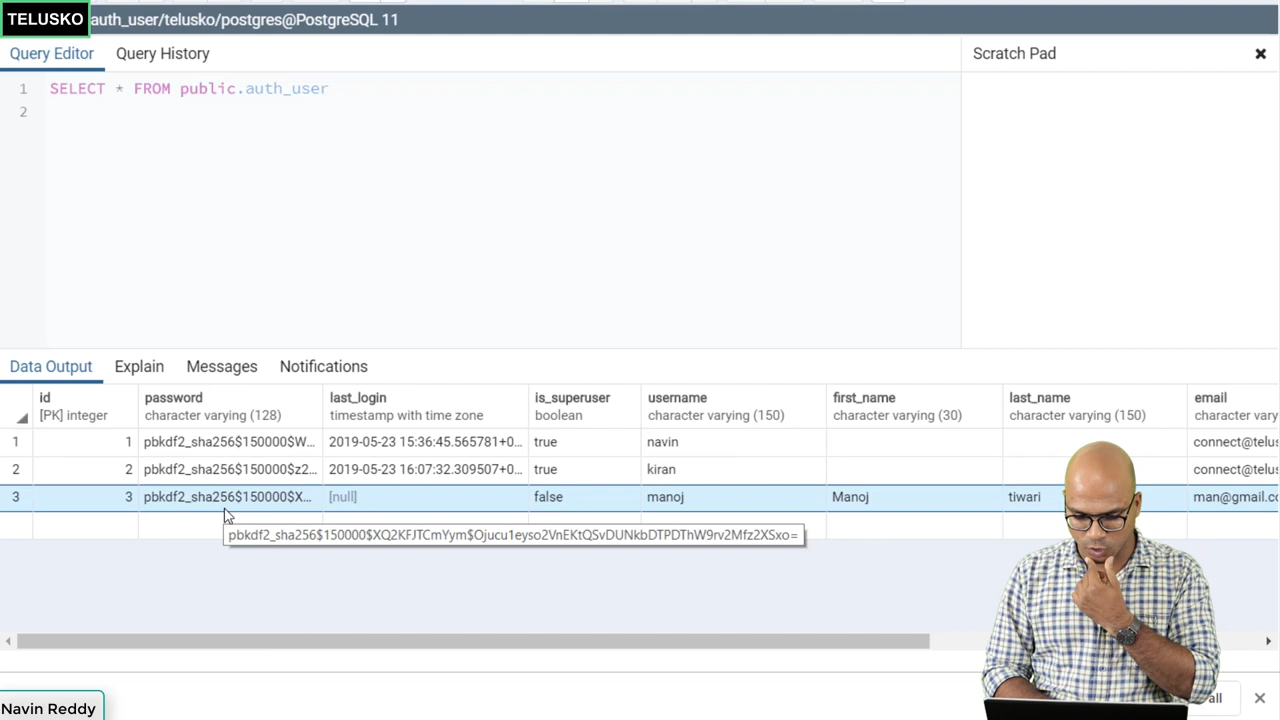 TELUSKO
auth_user/telusko/postgres@PostgreSQL 11
Query Editor Query History Scratch Pad
1 SELECT * FROM public.auth_user
2
Data Output Explain Messages Notifications
id password last_login is_superuser username first_name last_name email
[PK] integer character varying (128) timestamp with time zone boolean character varying (150) character varying (30) character varying (150) character vary
1 1 pbkdf2_sha256$150000$W... 2019-05-23 15:36:45.565781+0... true navin connect@telus
2 2 pbkdf2_sha256$150000$z2... 2019-05-23 16:07:32.309507+0... true kiran connect@telus
3 3 pbkdf2_sha256$150000$X... [null] false manoj Manoj tiwari man@gmail.co
pbkdf2_sha256$150000$XQ2KFJTCmYym$Ojucu1eyso2VnEKtQSvDUNkbDTPDThW9rv2Mfz2XSxo=
Navin Reddy all